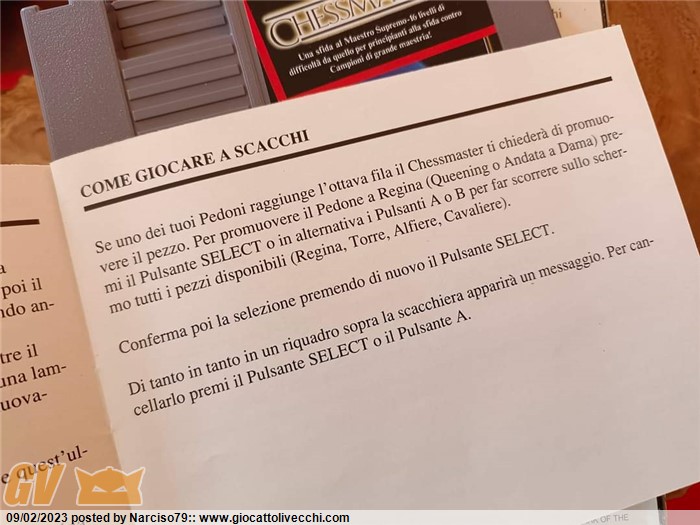 CHESSMA
Una sfida al Maestro Supremo-16 livelli di
difficoltà da quello per principianti alla sfida contro
Campioni di grande maestria!
COME GIOCARE A SCACCHI
Se uno dei tuoi Pedoni raggiunge l'ottava fila il Chessmaster ti chiederà di promuo-
vere il pezzo. Per promuovere il Pedone a Regina (Queening o Andata a Dama) pre-
mi il Pulsante SELECT o in alternativa i Pulsanti A o B per far scorrere sullo scher-
mo tutti i pezzi disponibili (Regina, Torre, Alfiere, Cavaliere).
Conferma poi la selezione premendo di nuovo il Pulsante SELECT.
Di tanto in tanto in un riquadro sopra la scacchiera apparirà un messaggio. Per can-
cellarlo premi il Pulsante SELECT o il Pulsante A.
a
poi il
ndo an-
tre il
una lam-
uova-
e quest'ul-
GV
09/02/2023 posted by Narciso79:: www.giocattolivecchi.com
OF THE